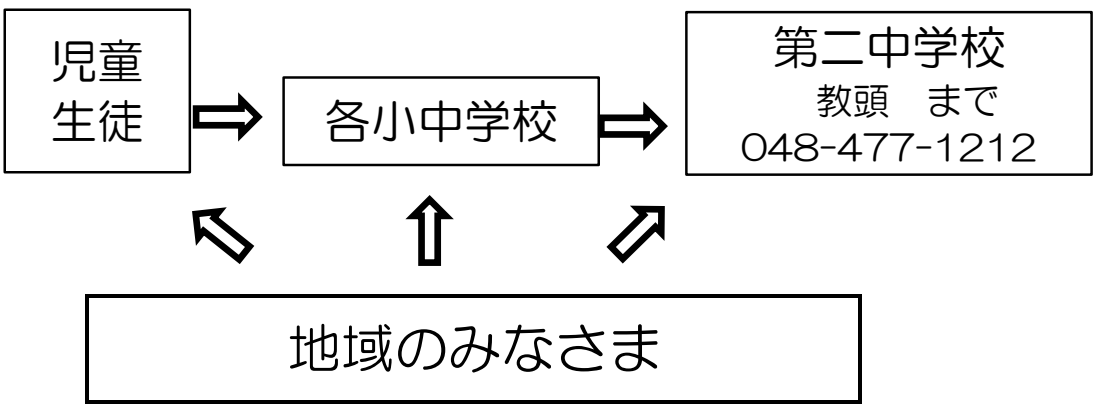 児童
生徒
各小中学校
第二中学校
教頭　まで
048-477-1212
地域のみなさま